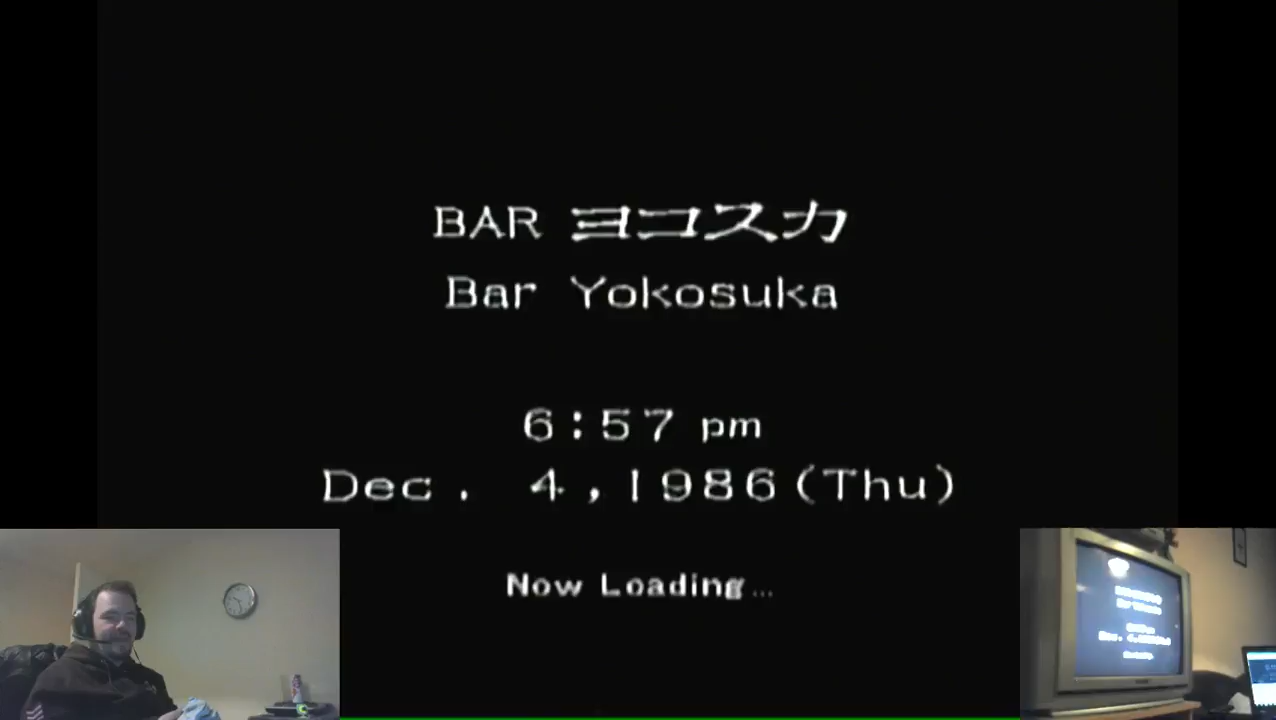 BAR ヨコスカ
Bar Yokosuka
6:57 pm
Dec. 4,1986(Thu)
Now Loading...